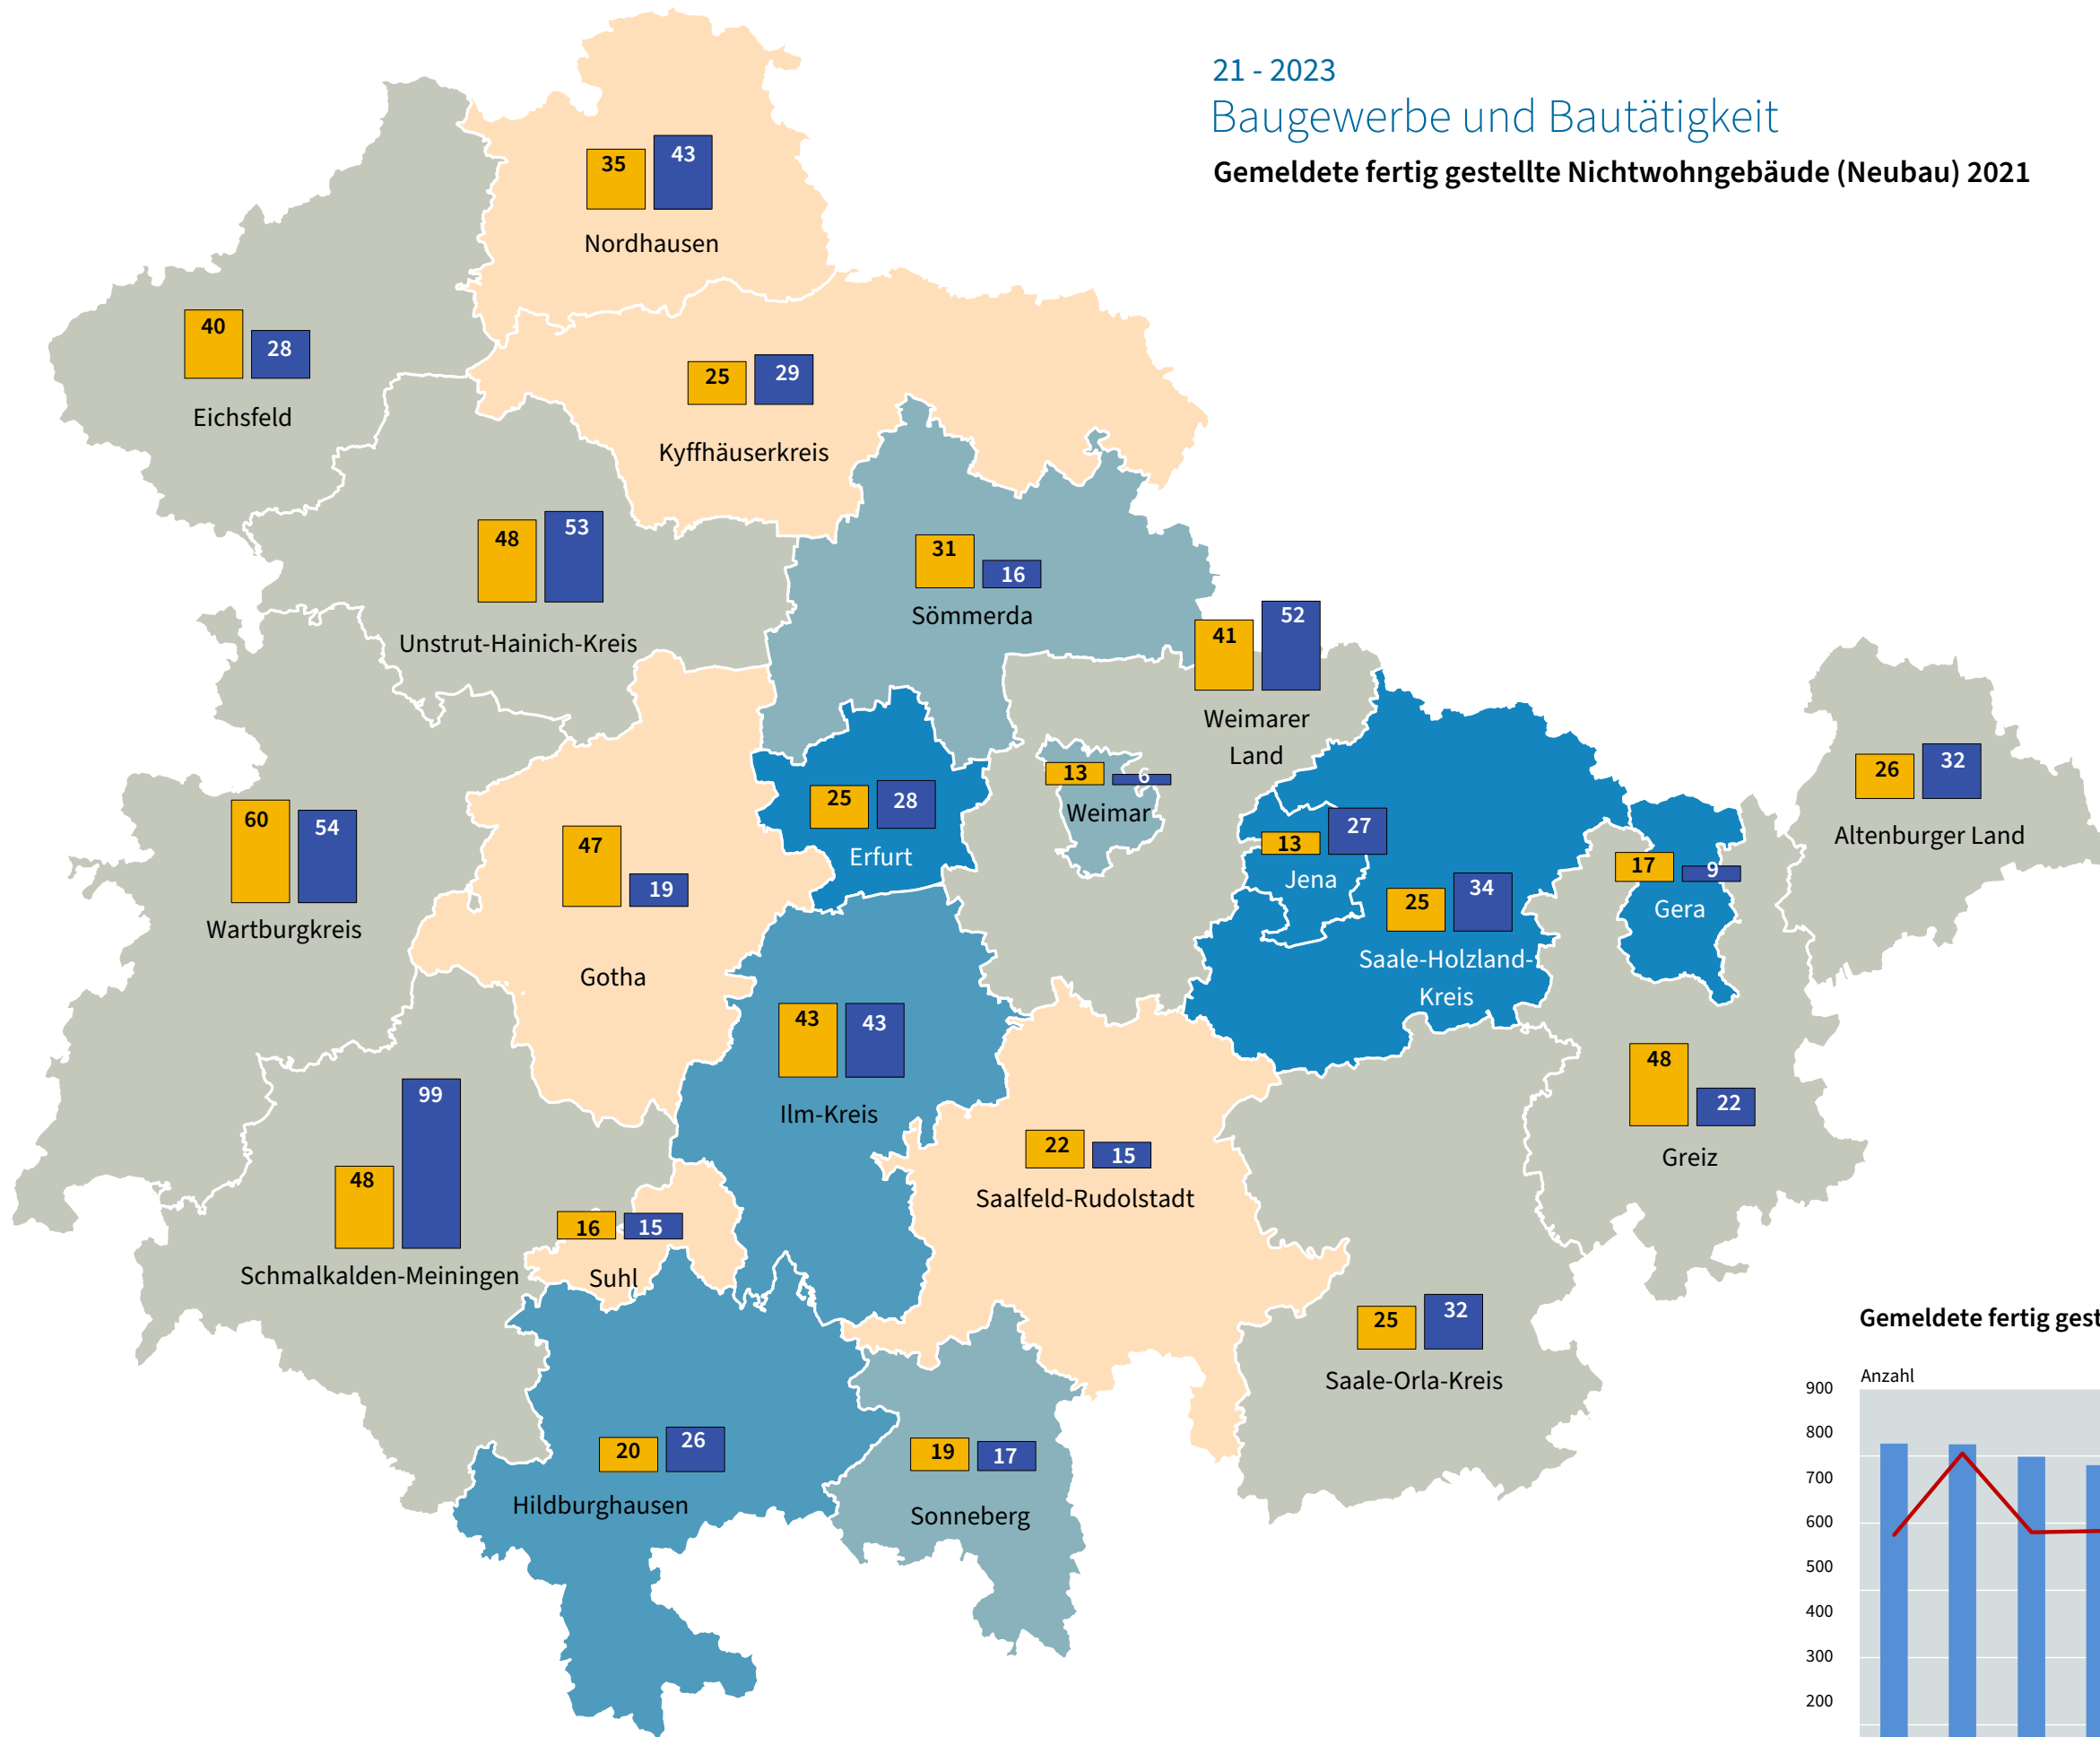 21 - 2023
Baugewerbe und Bautätigkeit
Gemeldete fertig gestellte Nichtwohngebäude (Neubau) 2021
35 43
Nordhausen
40 28
Eichsfeld
25 29
Kyffhäuserkreis
48 53
Unstrut-Hainich-Kreis
31 16
Sömmerda
41 52
Weimarer
Land
13 6
Weimar
26 32
Altenburger Land
60 54
Wartburgkreis
47 19
Gotha
25 28
Erfurt
13 27
Jena
25 34
Saale-Holzland-
Kreis
17 9
Gera
43 43
Ilm-Kreis
48 22
Greiz
48 99
Schmalkalden-Meiningen
16 15
Suhl
22 15
Saalfeld-Rudolstadt
25 32
Saale-Orla-Kreis
20 26
Hildburghausen
19 17
Sonneberg
Gemeldete fertig gest
Anzahl
900
800
700
600
500
400
300
200